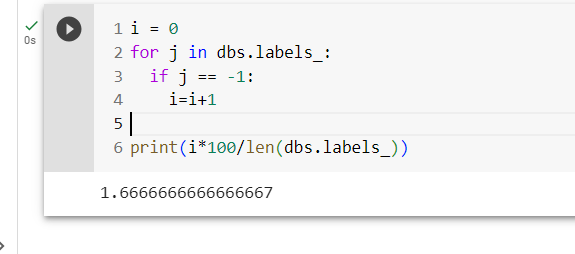 0s
1 i = 0
2 for j in dbs.labels_:
3   if j == -1:
4     i=i+1
5
6 print(i*100/len(dbs.labels_))
1.6666666666666667